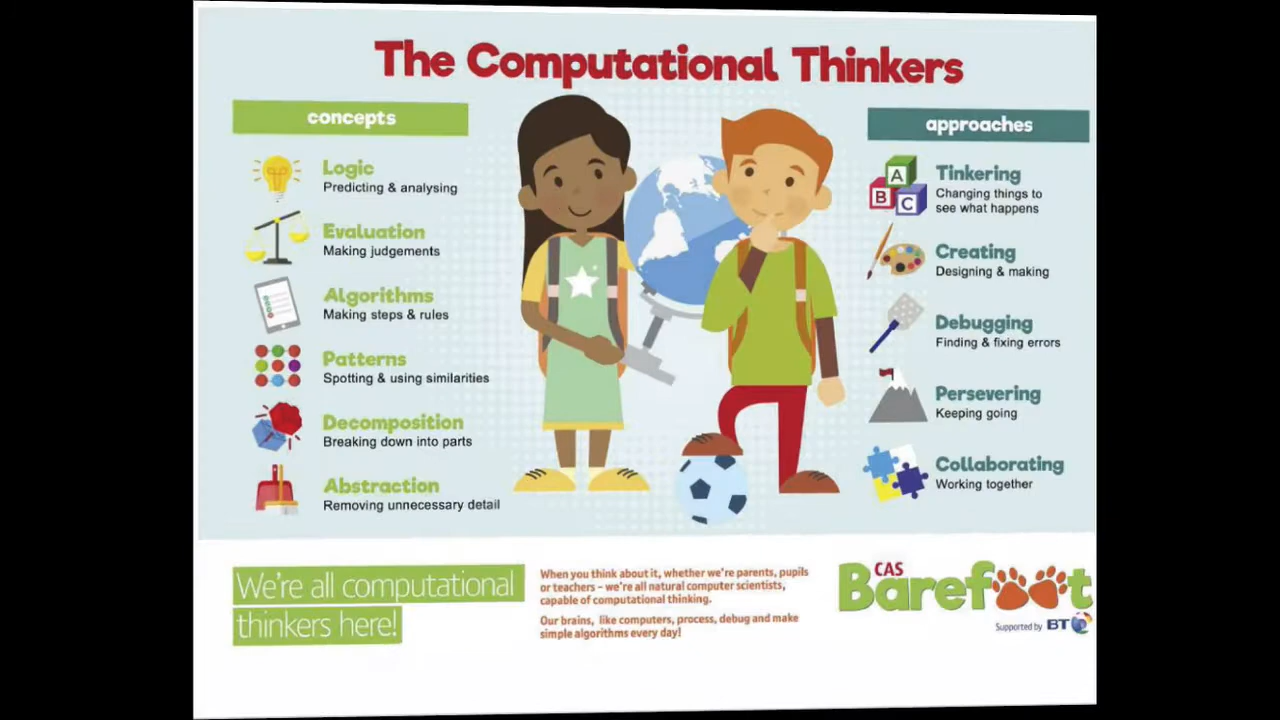 The Computational Thinkers
concepts
Logic
Predicting & analysing
Evaluation
Making judgements
Algorithms
Making steps & rules
Patterns
Spotting & using similarities
Decomposition
Breaking down into parts
Abstraction
Removing unnecessary detail
approaches
A
B
C
Tinkering
Changing things to
see what happens
Creating
Designing & making
Debugging
Finding & fixing errors
Persevering
Keeping going
Collaborating
Working together
We're all computational
thinkers here!
When you think about it, whether we're parents, pupils
or teachers – we're all natural computer scientists,
capable of computational thinking.
Our brains, like computers, process, debug and make
simple algorithms every day!
CAS
Barefoot
Supported by BT